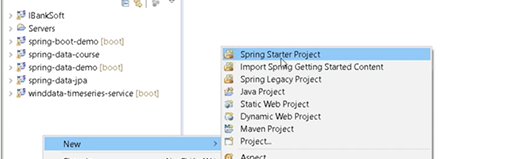 IBankSoft
Servers
spring-boot-demo [boot]
spring-data-course
spring-data-demo [boot]
spring-data-jpa
winddata-timeseries-service [boot]
New
Spring Starter Project
Import Spring Getting Started Content
Spring Legacy Project
Java Project
Static Web Project
Dynamic Web Project
Maven Project
Project...
Aspect